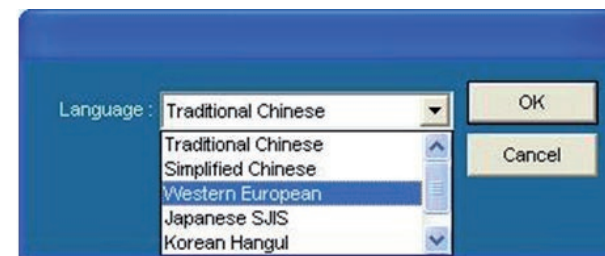 Language : Traditional Chinese OK
Traditional Chinese
Simplified Chinese Cancel
Western European
Japanese SJIS
Korean Hangul